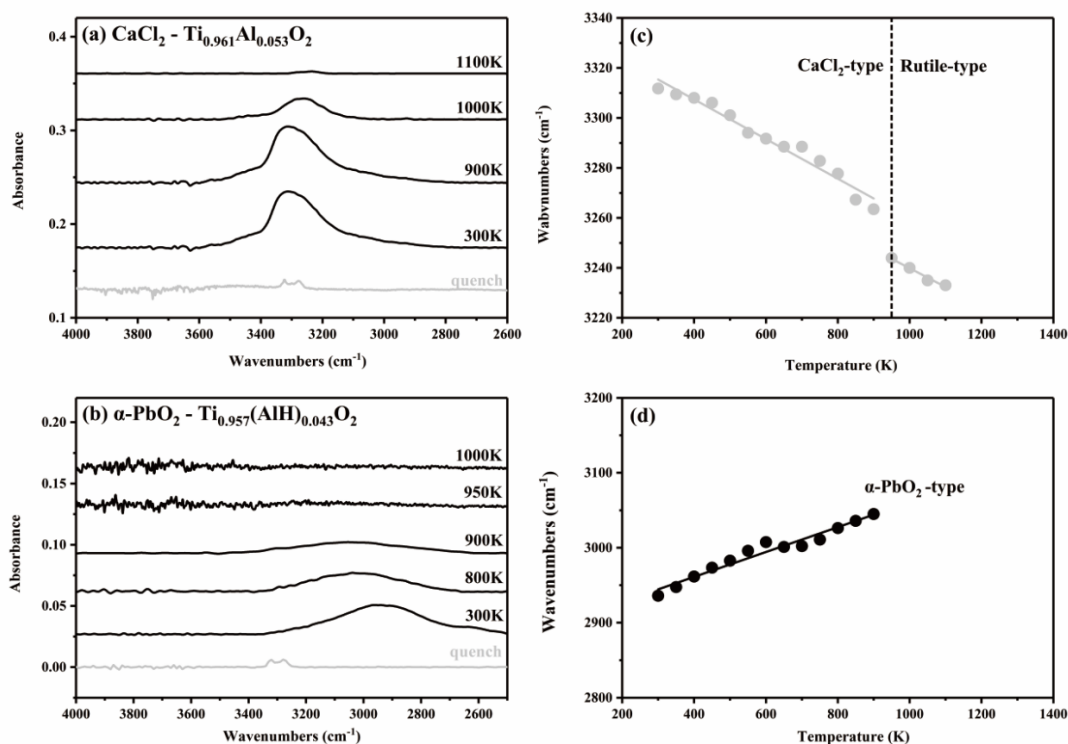 (a) CaCl₂ - Ti₀.₉₆₁Al₀.₀₅₃O₂
0.4
0.3
0.2
0.1
Absorbance
1100K
1000K
900K
300K
quench
4000 3800 3600 3400 3200 3000 2800 2600
Wavenumbers (cm⁻¹)
(c)
3340
3320
3300
3280
3260
3240
3220
Wabvnumbers (cm⁻¹)
CaCl₂-type Rutile-type
200 400 600 800 1000 1200 1400
Temperature (K)
(b) α-PbO₂ - Ti₀.₉₅₇(AlH)₀.₀₄₃O₂
0.20
0.15
0.10
0.05
0.00
Absorbance
1000K
950K
900K
800K
300K
quench
4000 3800 3600 3400 3200 3000 2800 2600
Wavenumbers (cm⁻¹)
(d)
3200
3100
3000
2900
2800
Wavenumbers (cm⁻¹)
α-PbO₂ -type
200 400 600 800 1000 1200 1400
Temperature (K)